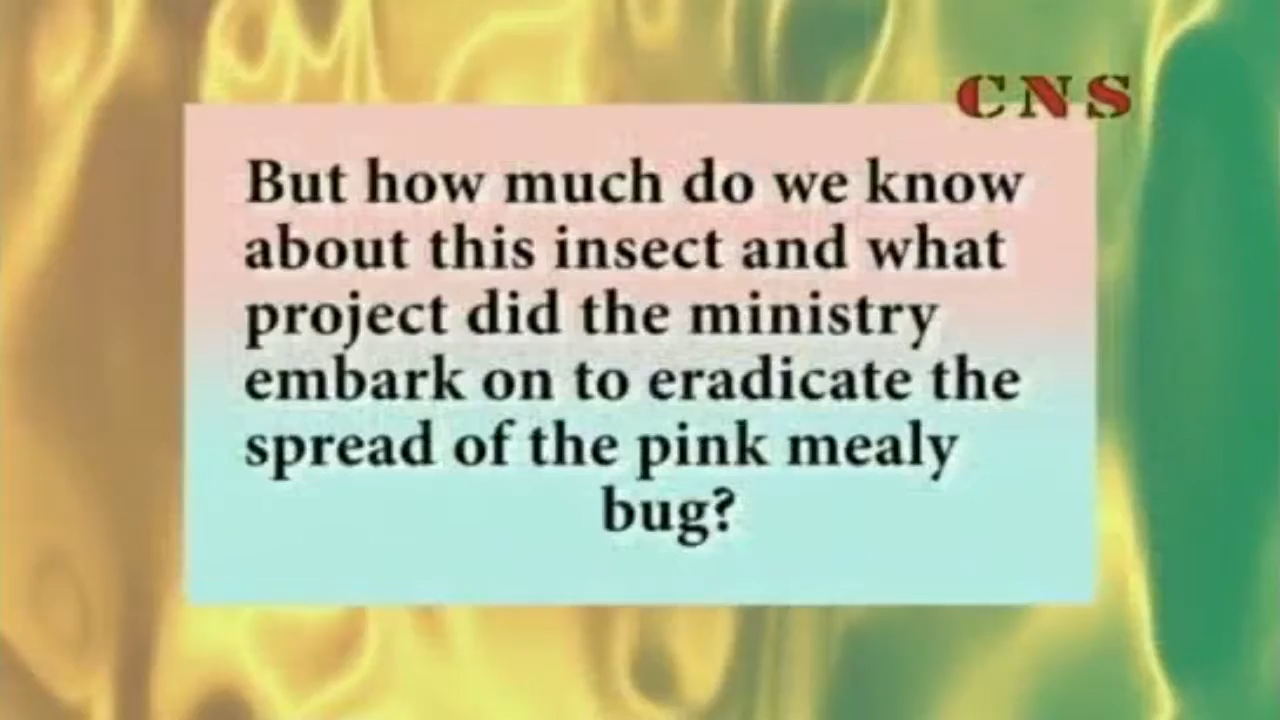 CNS
But how much do we know
about this insect and what
project did the ministry
embark on to eradicate the
spread of the pink mealy
bug?